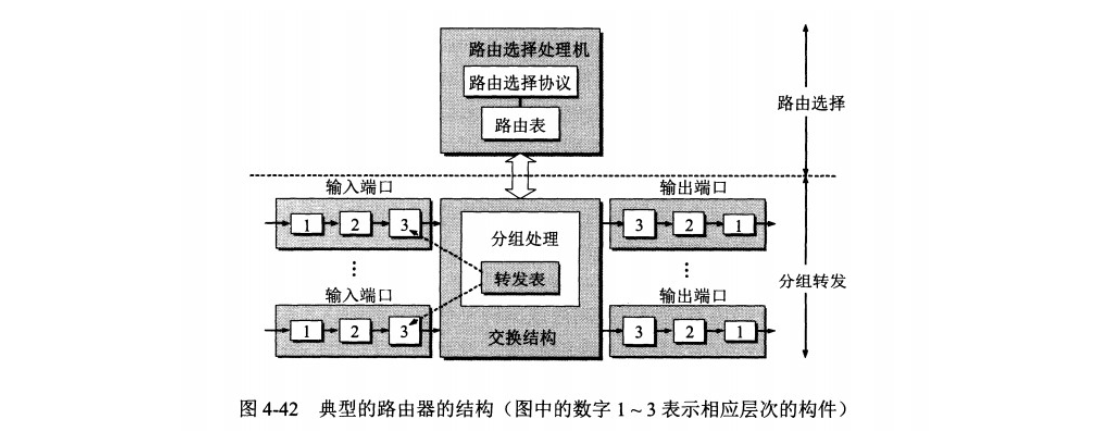 路由选择处理机
路由选择协议
路由表
路由选择
输入端口
输出端口
1 2 3
3 2 1
分组处理
转发表
⋮
⋮
分组转发
输入端口
输出端口
1 2 3
3 2 1
交换结构
图 4-42 典型的路由器的结构（图中的数字 1 ~ 3 表示相应层次的构件）